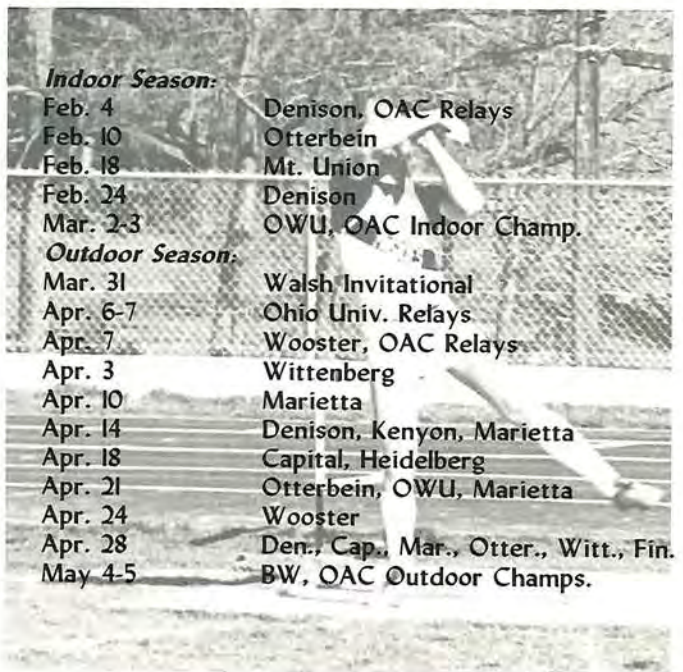 Indoor Season:
Feb. 4 Denison, OAC Relays
Feb. 10 Otterbein
Feb. 18 Mt. Union
Feb. 24 Denison
Mar. 2-3 OWU, OAC Indoor Champ.
Outdoor Season:
Mar. 31 Walsh Invitational
Apr. 6-7 Ohio Univ. Relays
Apr. 7 Wooster, OAC Relays
Apr. 3 Wittenberg
Apr. 10 Marietta
Apr. 14 Denison, Kenyon, Marietta
Apr. 18 Capital, Heidelberg
Apr. 21 Otterbein, OWU, Marietta
Apr. 24 Wooster
Apr. 28 Den., Cap., Mar., Otter., Witt., Fin.
May 4-5 BW, OAC Outdoor Champs.